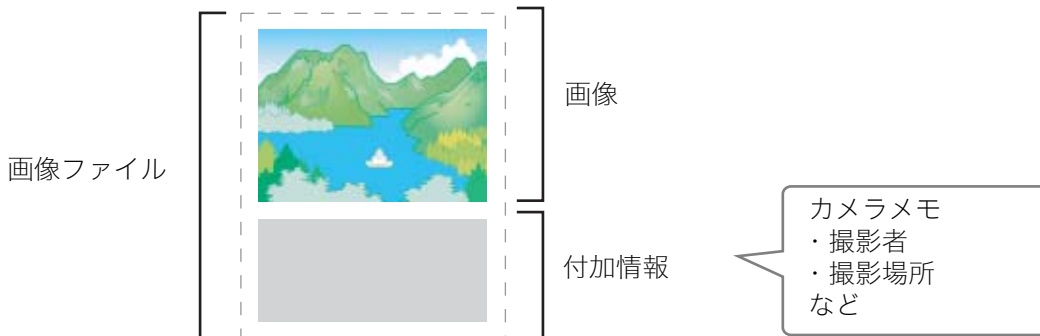 画像
画像ファイル
付加情報
カメラメモ
・撮影者
・撮影場所
など